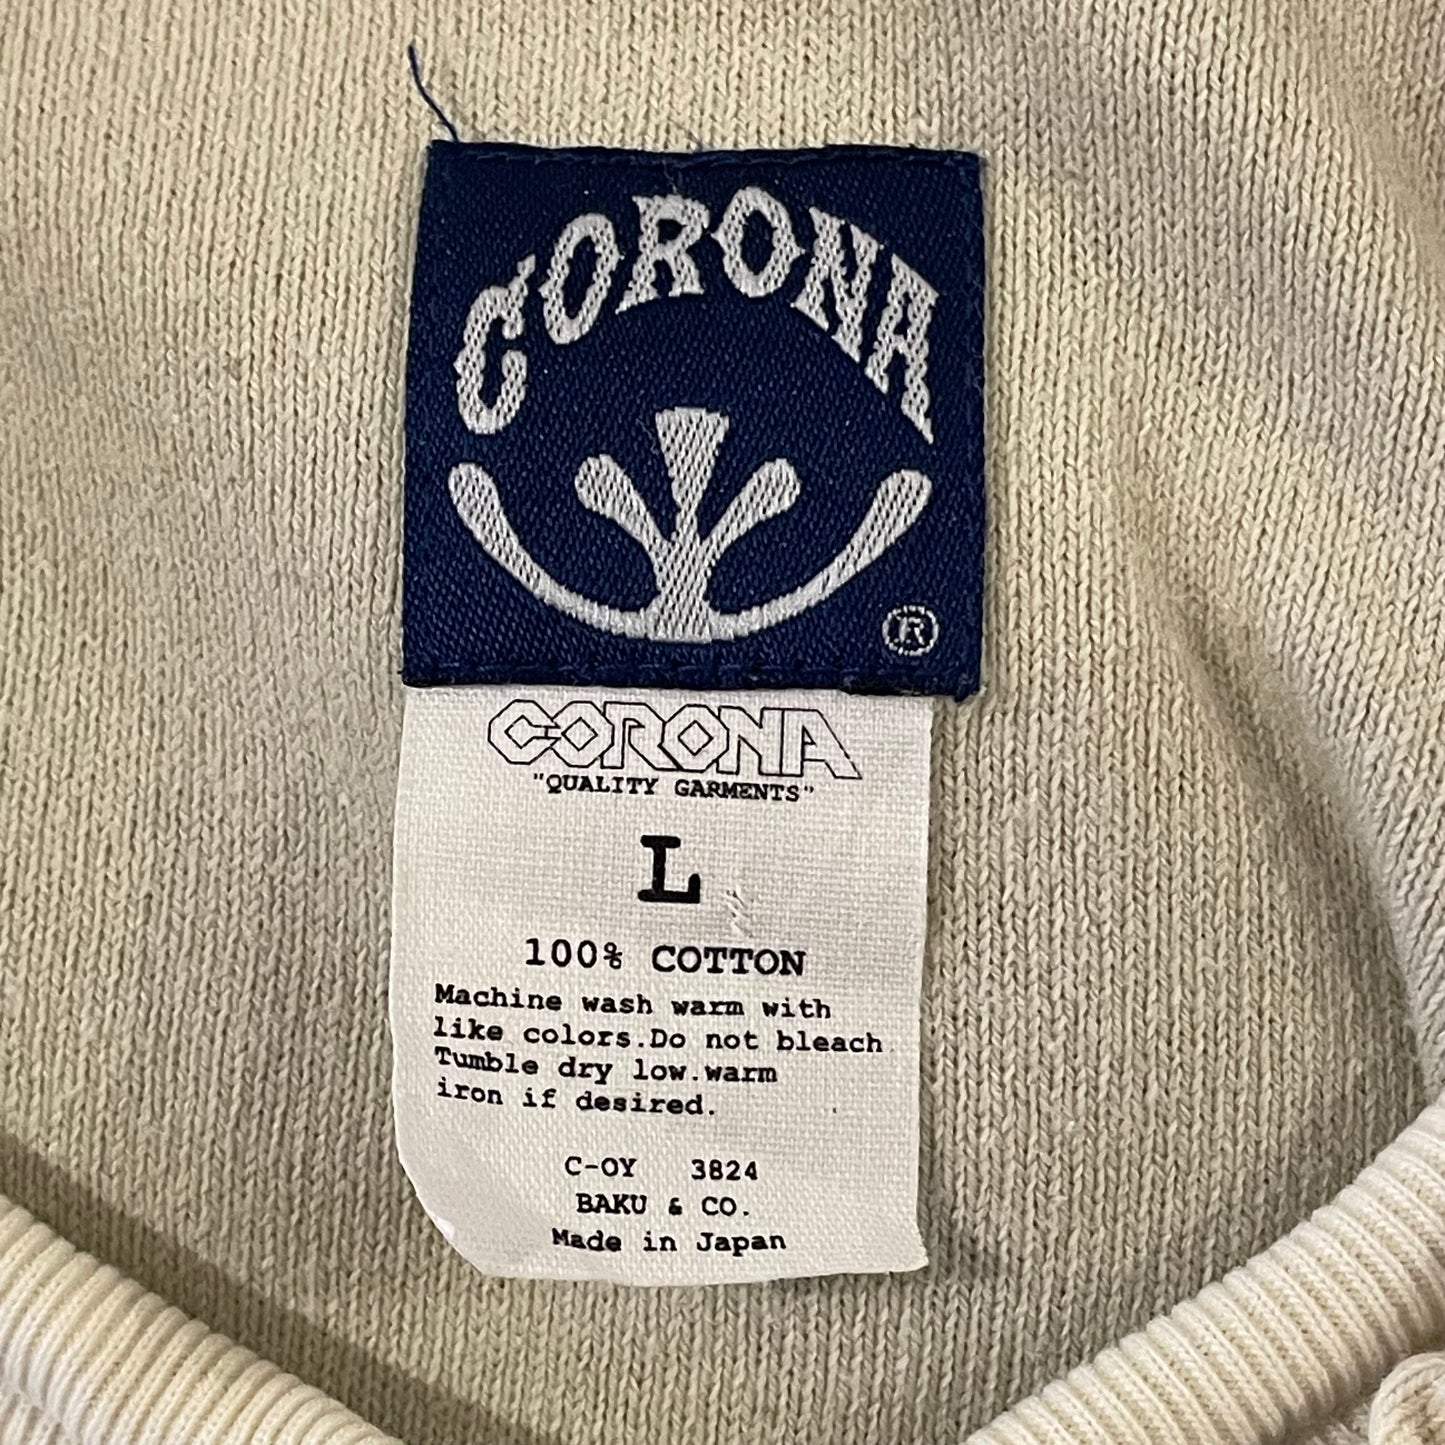 CORONA
®
CORONA
"QUALITY GARMENTS"
L
100% COTTON
Machine wash warm with
like colors.Do not bleach
Tumble dry low.warm
iron if desired.
C-OY 3824
BAKU & CO.
Made in Japan